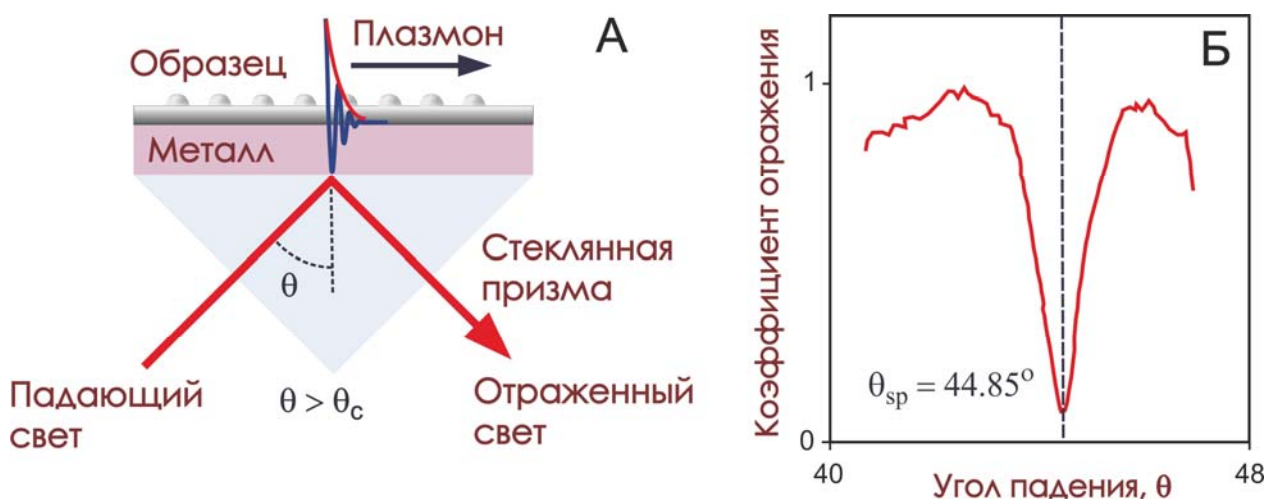 А
Плазмон
Образец
Металл
θ
Стеклянная
призма
Падающий
свет
θ > θc
Отраженный
свет
Б
Коэффициент отражения
1
0
θsp = 44.85°
40
48
Угол падения, θ